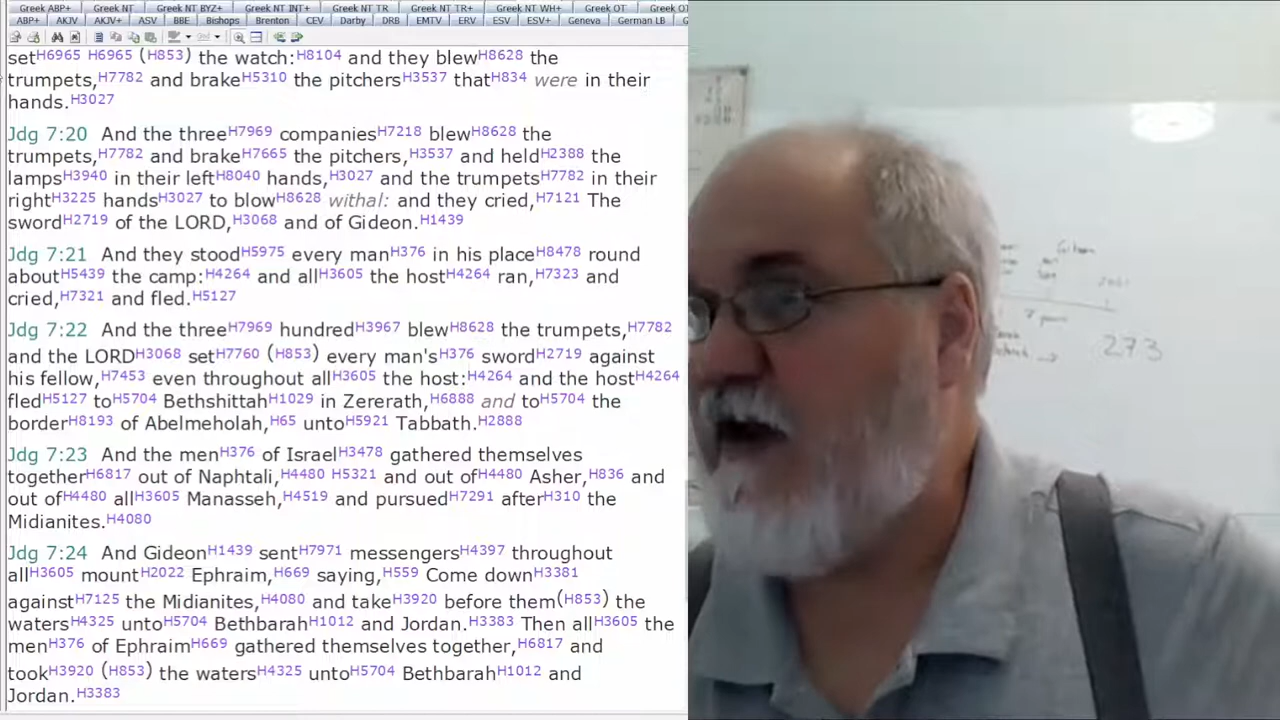 Greek ABP+ Greek NT Greek NT BYZ+ Greek NT INT+ Greek NT TR Greek NT TR+ Greek NT WH+ Greek OT
ABP+ AKJV AKJV+ ASV BBE Bishops Brenton CEV Darby DRB EMTV ERV ESV ESV+ Geneva German LB
setH6965 H6965 (H853) the watch:H8104 and they blewH8628 the
trumpets,H7782 and brakeH5310 the pitchersH3537 thatH834 were in their
hands.H3027
Jdg 7:20 And the threeH7969 companiesH7218 blewH8628 the
trumpets,H7782 and brakeH7665 the pitchers,H3537 and heldH2388 the
lampsH3940 in their leftH8040 hands,H3027 and the trumpetsH7782 in their
rightH3225 handsH3027 to blowH8628 withal: and they cried,H7121 The
swordH2719 of the LORD,H3068 and of Gideon.H1439
Jdg 7:21 And they stoodH5975 every manH376 in his placeH8478 round
aboutH5439 the camp:H4264 and allH3605 the hostH4264 ran,H7323 and
cried,H7321 and fled.H5127
Jdg 7:22 And the threeH7969 hundredH3967 blewH8628 the trumpets,H7782
and the LORDH3068 setH7760 (H853) every man'sH376 swordH2719 against
his fellow,H7453 even throughout allH3605 the host:H4264 and the hostH4264
fledH5127 toH5704 BethshittahH1029 in Zererath,H6888 and toH5704 the
borderH8193 of Abelmeholah,H65 untoH5921 Tabbath.H2888
Jdg 7:23 And the menH376 of IsraelH3478 gathered themselves
togetherH6817 out of Naphtali,H4480 H5321 and out ofH4480 Asher,H836 and
out ofH4480 allH3605 Manasseh,H4519 and pursuedH7291 afterH310 the
Midianites.H4080
Jdg 7:24 And GideonH1439 sentH7971 messengersH4397 throughout
allH3605 mountH2022 Ephraim,H669 saying,H559 Come downH3381
againstH7125 the Midianites,H4080 and takeH3920 before them(H853) the
watersH4325 untoH5704 BethbarahH1012 and Jordan.H3383 Then allH3605 the
menH376 of EphraimH669 gathered themselves together,H6817 and
tookH3920 (H853) the watersH4325 untoH5704 BethbarahH1012 and
Jordan.H3383
273